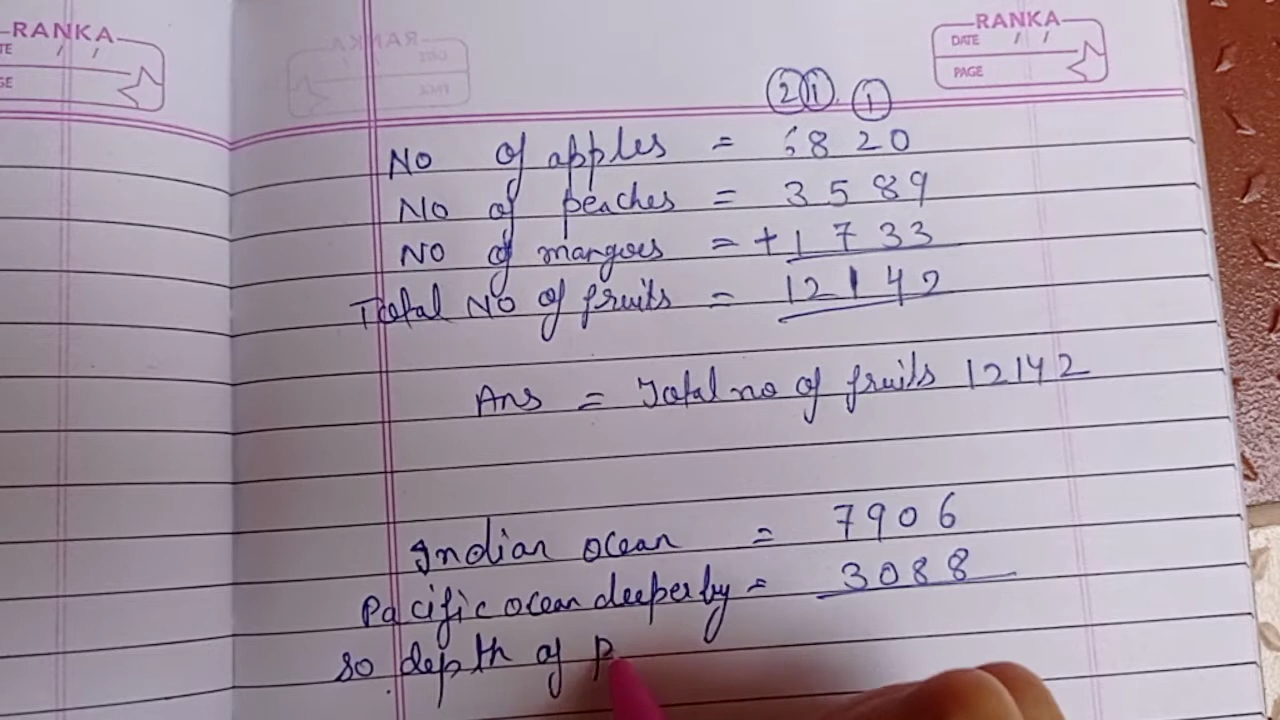 RANKA
TE / /
GE
RANKA
DATE / /
PAGE
2 1 1
No of apples = 6820
No of peaches = 3589
No of mangoes = +1733
Total No of fruits = 12142
Ans = Total no of fruits 12142
Indian ocean = 7906
Pacific ocean deeper by = 3088
so depth of P